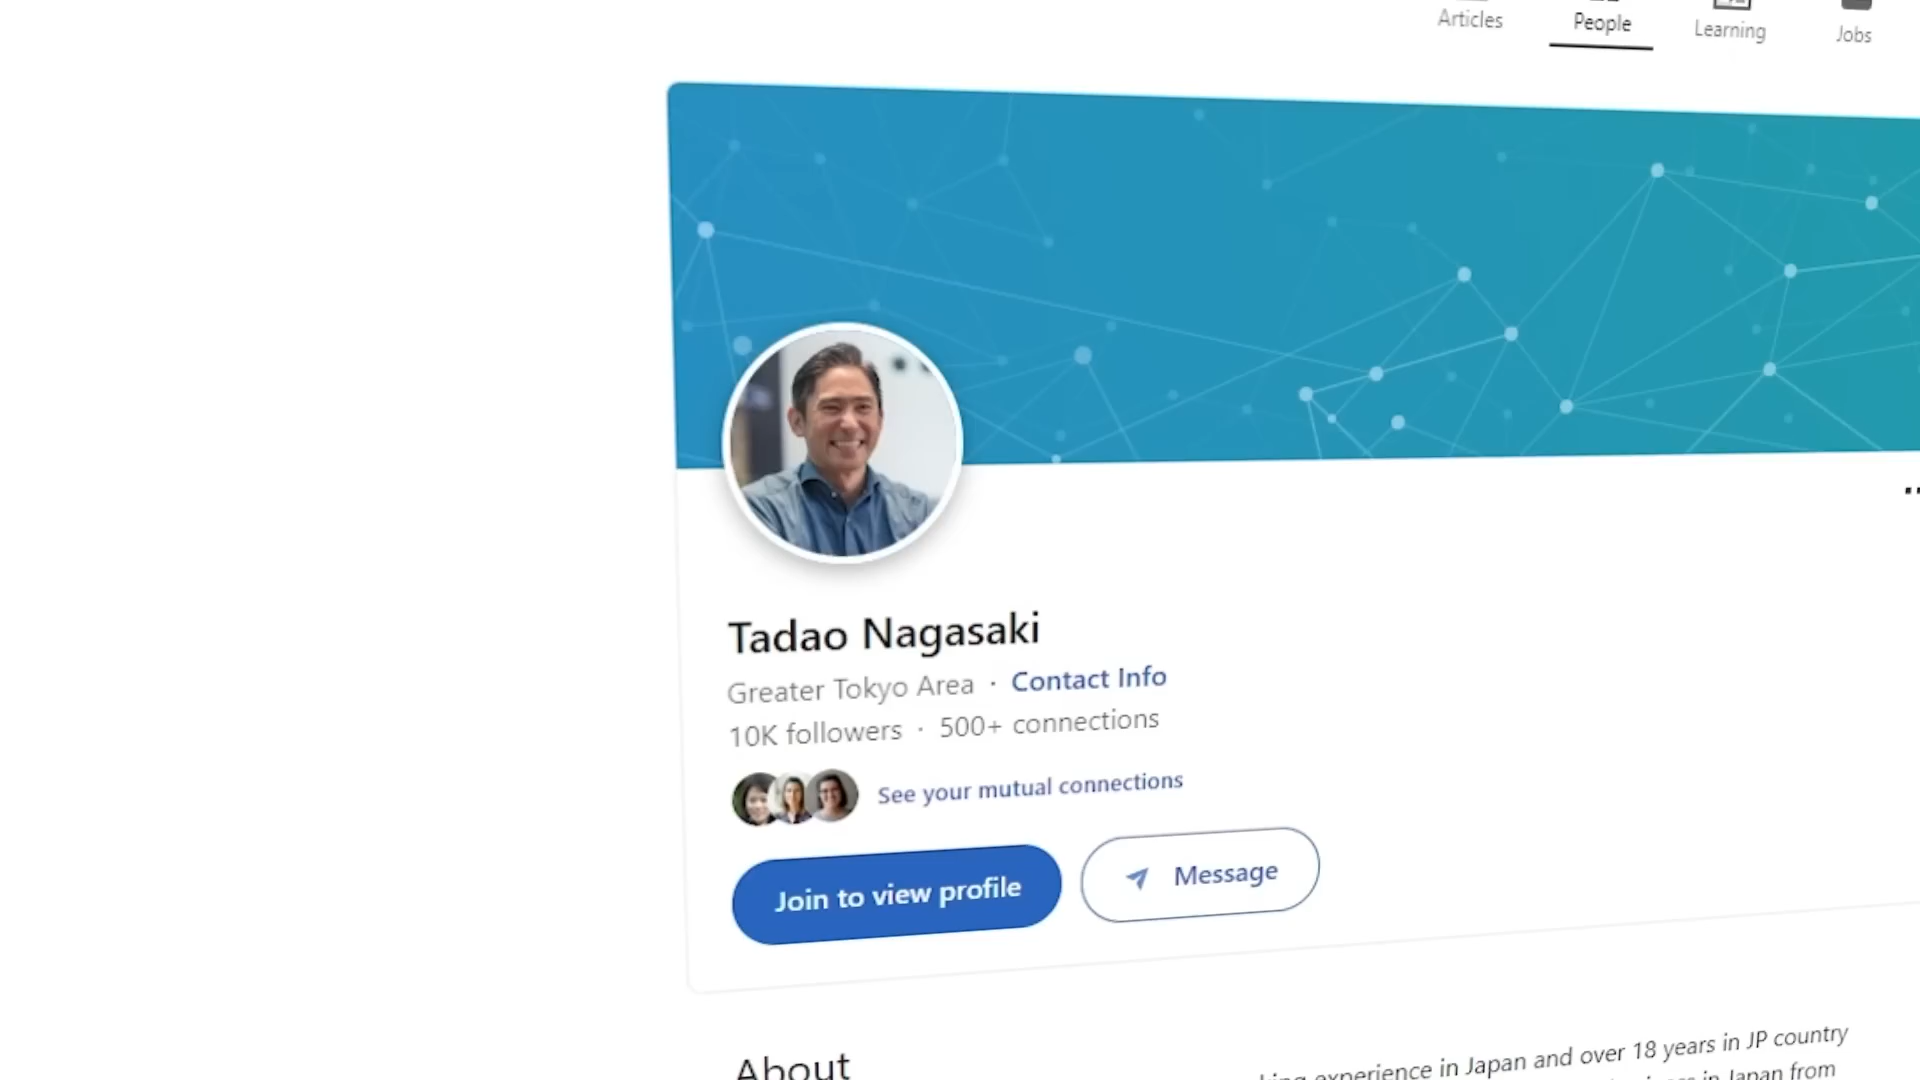 Articles
People
Learning
Jobs
Tadao Nagasaki
Greater Tokyo Area · Contact Info
10K followers · 500+ connections
See your mutual connections
Join to view profile
Message
About
experience in Japan and over 18 years in JP country
in Japan from